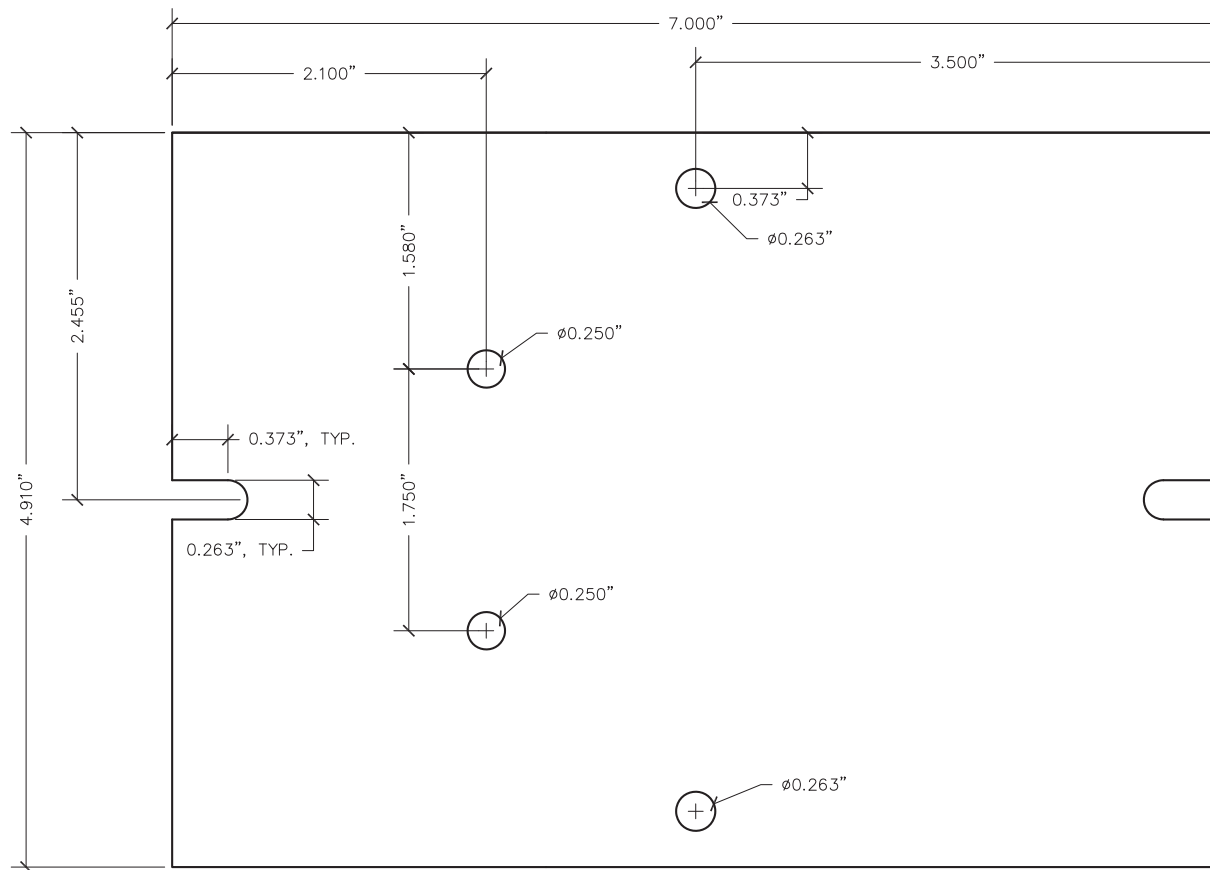 7.000”
3.500”
2.100”
0.373”
ø0.263”
1.580”
2.455”
ø0.250”
0.373”, TYP.
4.910”
1.750”
0.263”, TYP.
ø0.250”
ø0.263”